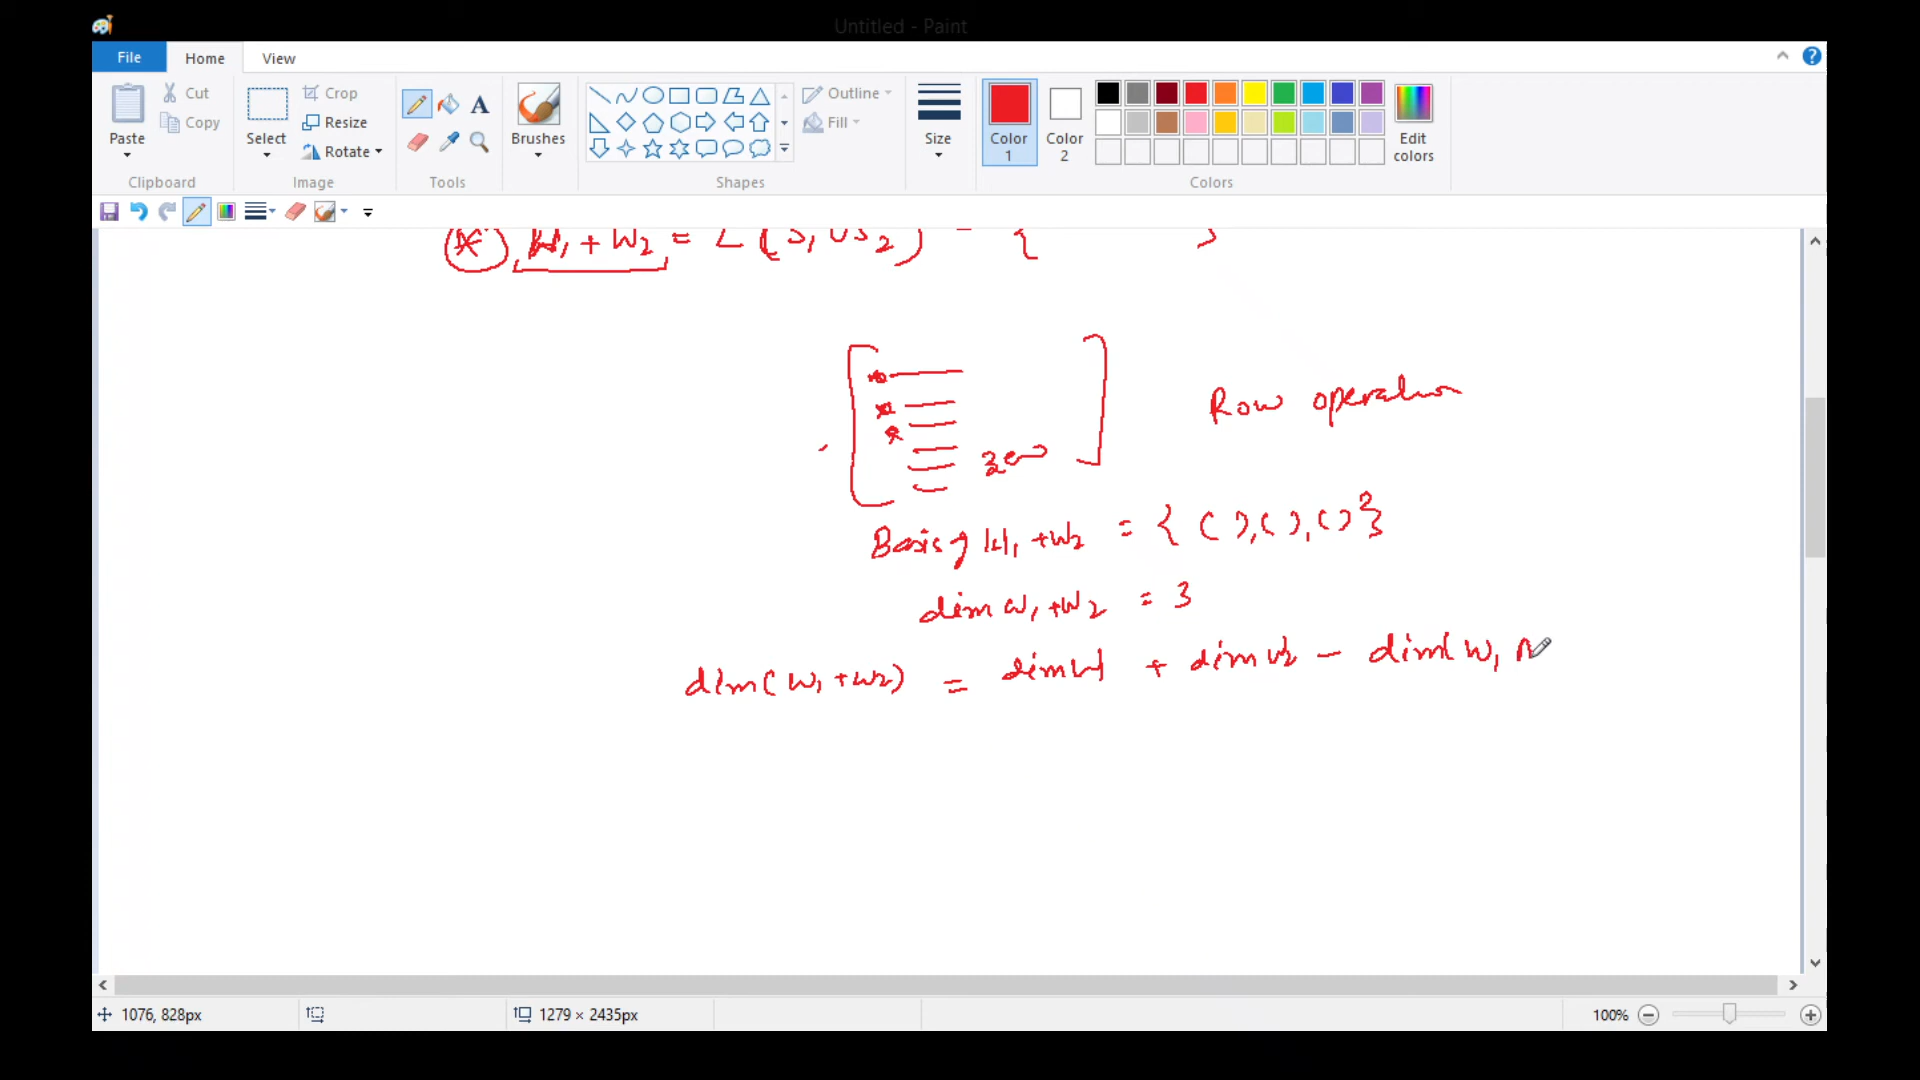 Untitled - Paint
File Home View
Paste Cut Copy Clipboard
Select Crop Resize Rotate Image
Tools
Brushes
Outline Fill Shapes
Size
Color 1 Color 2 Edit colors Colors
W₁ + W₂ = L(S₁ ∪ S₂) = { }
Row operation
zero
Basis of W₁ + W₂ = { ( ), ( ), ( ) }
dim W₁ + W₂ = 3
dim(W₁ + W₂) = dim W₁ + dim W₂ - dim(W₁ ∩
1076, 828px 1279 × 2435px 100%